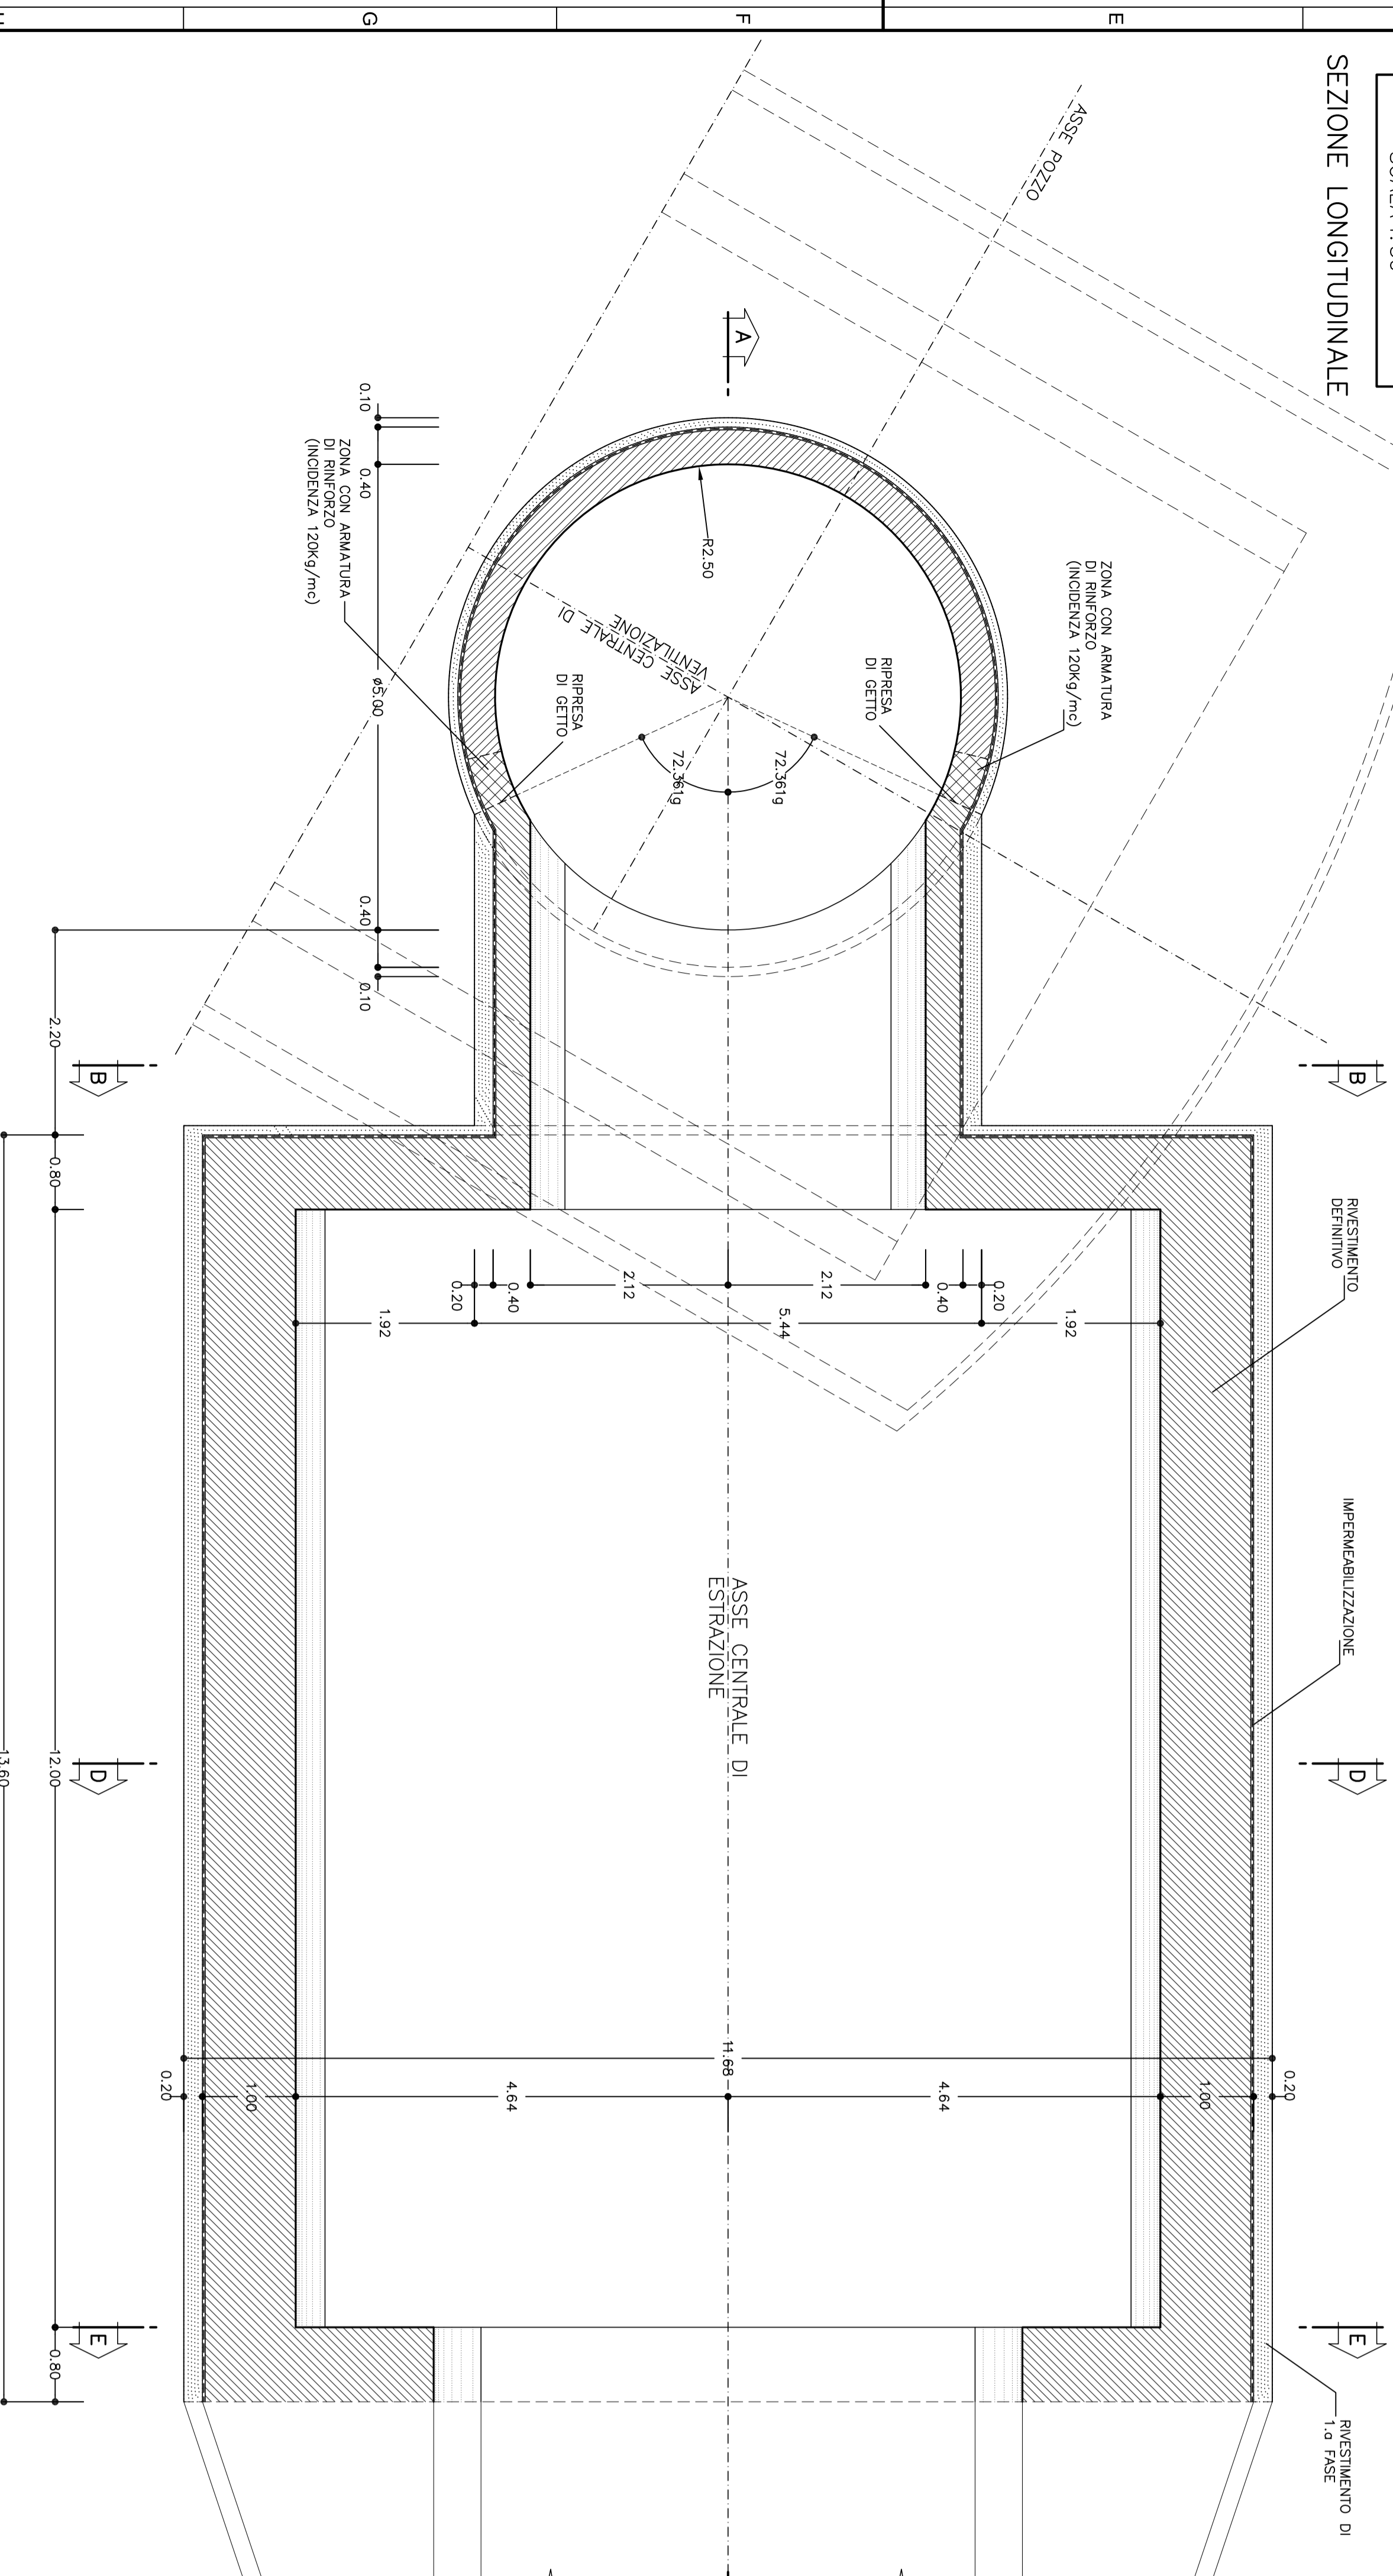 SEZIONE LONGITUDINALE
E
F
G
ASSE POZZO
A
ZONA CON ARMATURA
DI RINFORZO
(INCIDENZA 120Kg/mc)
ZONA CON ARMATURA
DI RINFORZO
(INCIDENZA 120Kg/mc)
R2.50
ASSE CENTRALE DI
VENTILAZIONE
RIPRESA
DI GETTO
RIPRESA
DI GETTO
72.361g
72.361g
0.10
0.40
ø5.00
0.40
0.10
2.20
0.80
12.00
0.80
13.60
B
B
RIVESTIMENTO
DEFINITIVO
0.20
0.40
2.12
2.12
0.40
0.20
1.92
5.44
1.92
IMPERMEABILIZZAZIONE
ASSE CENTRALE DI
ESTRAZIONE
D
D
11.68
0.20
1.00
4.64
4.64
1.00
0.20
E
E
RIVESTIMENTO DI
1.a FASE